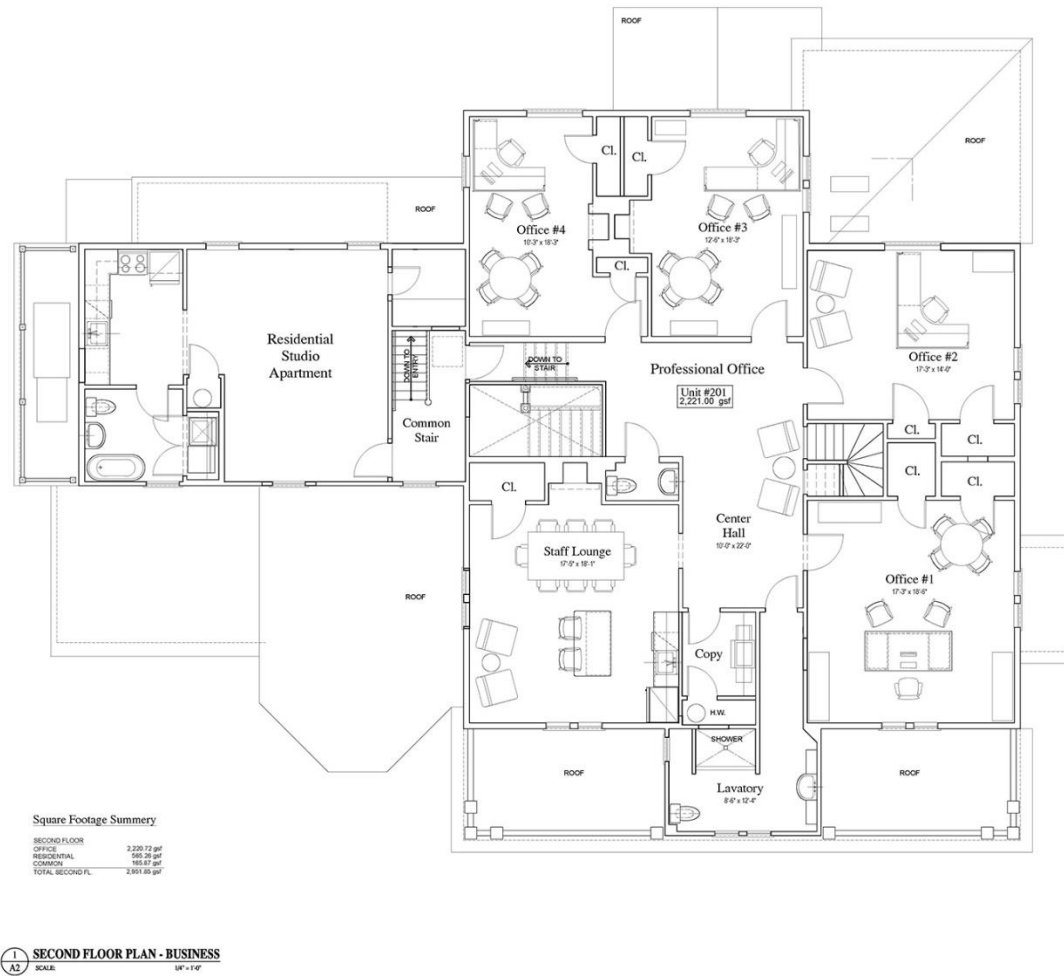 ROOF
ROOF
Cl.
Cl.
ROOF
Office #4
10'-3" x 18'-3"
Office #3
12'-6" x 18'-3"
Cl.
Residential
Studio
Apartment
DOWN TO
ENTRY
DOWN TO
STAIR
Professional Office
Unit #201
2,221.00 gsf
Office #2
17'-3" x 14'-0"
Common
Stair
Cl.
Cl.
Cl.
Cl.
Cl.
Center
Hall
10'-0" x 22'-0"
Staff Lounge
17'-5" x 18'-1"
Office #1
17'-3" x 18'-6"
ROOF
Copy
H.W.
SHOWER
ROOF
Lavatory
8'-6" x 12'-4"
ROOF
Square Footage Summery
SECOND FLOOR
OFFICE 2,220.72 gsf
RESIDENTIAL 565.26 gsf
COMMON 165.67 gsf
TOTAL SECOND FL. 2,951.65 gsf
1
A2
SECOND FLOOR PLAN - BUSINESS
SCALE: 1/4" = 1'-0"